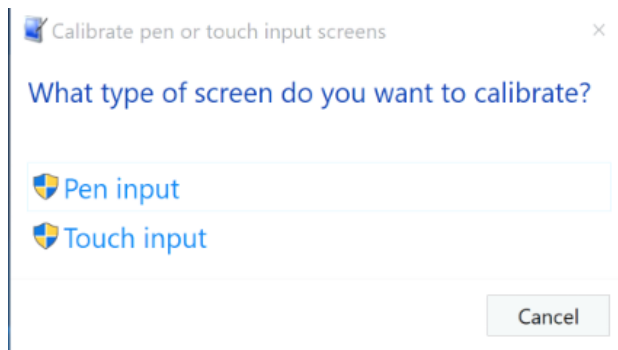 Calibrate pen or touch input screens
What type of screen do you want to calibrate?
Pen input
Touch input
Cancel